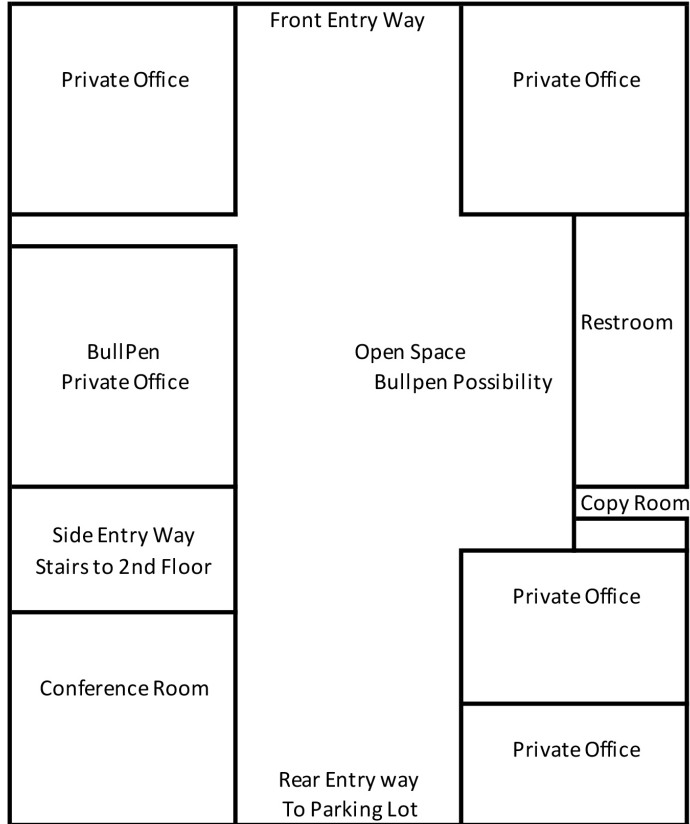 Front Entry Way
Private Office
Private Office
Restroom
BullPen
Private Office
Open Space
Bullpen Possibility
Copy Room
Side Entry Way
Stairs to 2nd Floor
Private Office
Conference Room
Private Office
Rear Entry way
To Parking Lot